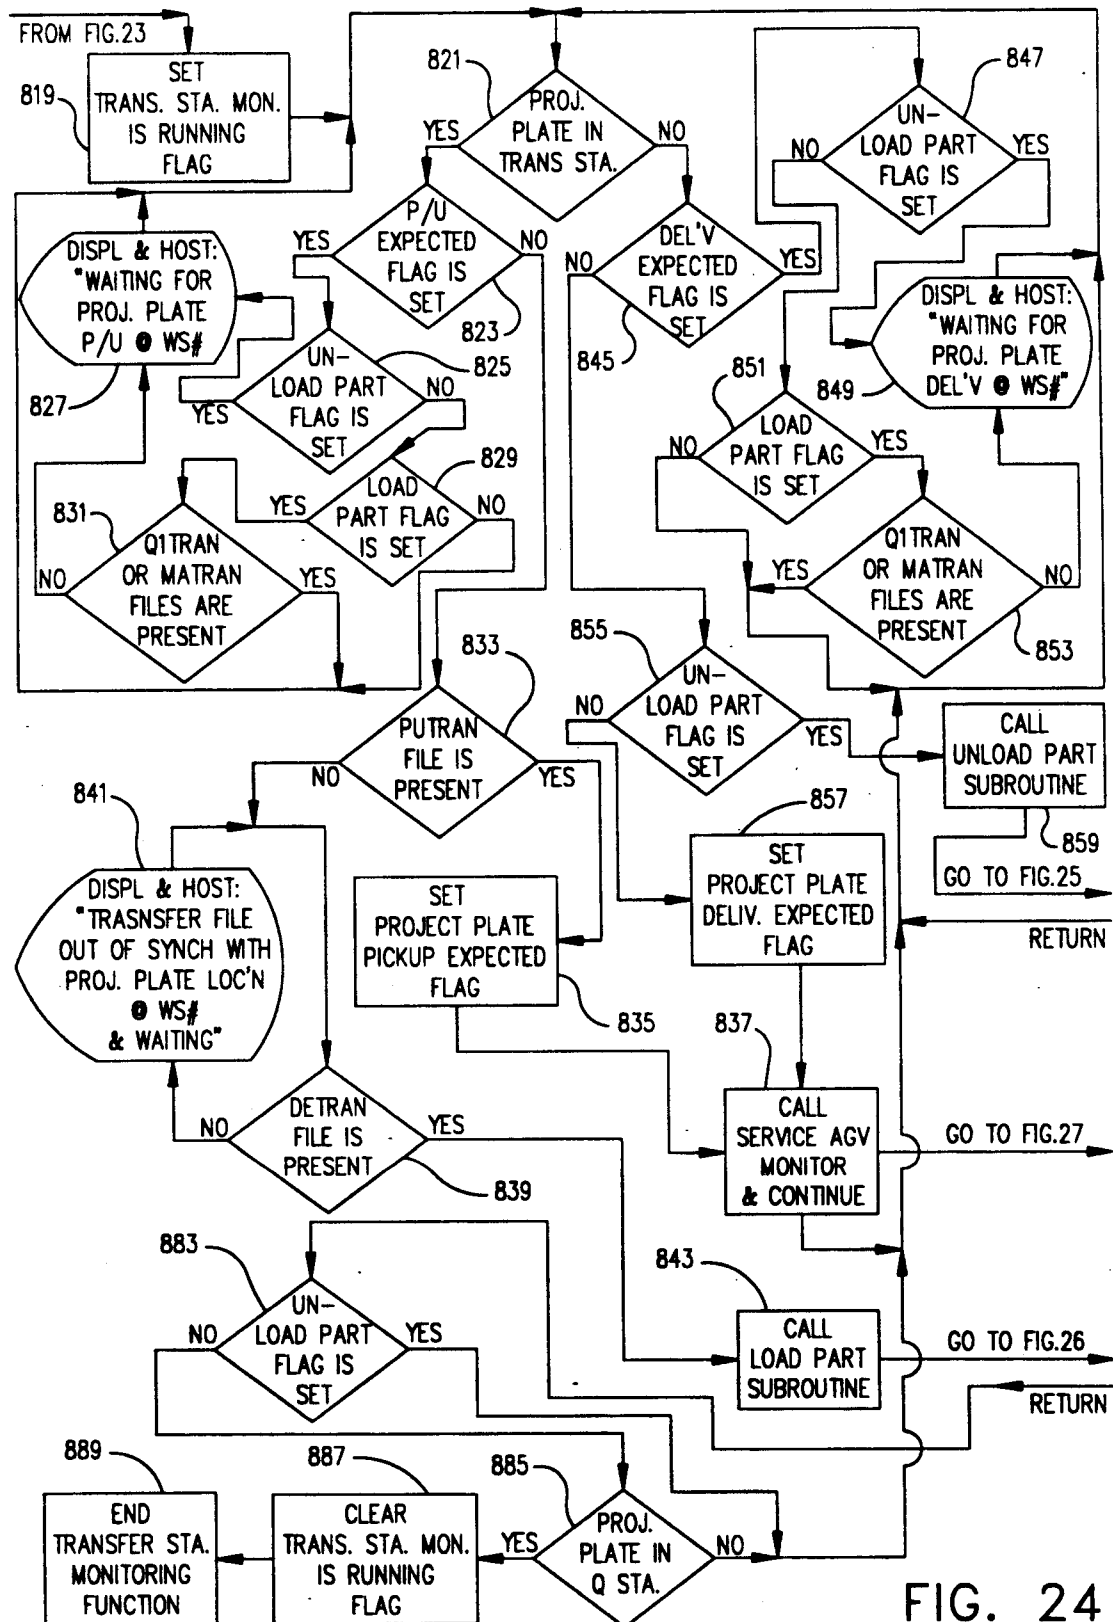 FROM FIG.23
819
SET
TRANS. STA. MON.
IS RUNNING
FLAG
821
PROJ.
PLATE IN
TRANS STA.
YES
NO
847
UN-
LOAD PART
FLAG IS
SET
NO
YES
P/U
EXPECTED
FLAG IS
SET
YES
NO
823
DEL'V
EXPECTED
FLAG IS
SET
NO
YES
845
DISPL & HOST:
"WAITING FOR
PROJ. PLATE
P/U @ WS#
827
UN-
LOAD PART
FLAG IS
SET
825
YES
NO
DISPL & HOST:
"WAITING FOR
PROJ. PLATE
DEL'V @ WS#"
849
851
LOAD
PART FLAG
IS SET
NO
YES
829
LOAD
PART FLAG
IS SET
YES
NO
831
Q1TRAN
OR MATRAN
FILES ARE
PRESENT
NO
YES
Q1TRAN
OR MATRAN
FILES ARE
PRESENT
YES
NO
853
833
PUTRAN
FILE IS
PRESENT
NO
YES
855
UN-
LOAD PART
FLAG IS
SET
NO
YES
CALL
UNLOAD PART
SUBROUTINE
859
GO TO FIG.25
RETURN
841
DISPL & HOST:
"TRASNSFER FILE
OUT OF SYNCH WITH
PROJ. PLATE LOC'N
@ WS#
& WAITING"
SET
PROJECT PLATE
PICKUP EXPECTED
FLAG
835
857
SET
PROJECT PLATE
DELIV. EXPECTED
FLAG
837
CALL
SERVICE AGV
MONITOR
& CONTINUE
GO TO FIG.27
DETRAN
FILE IS
PRESENT
NO
YES
839
883
UN-
LOAD PART
FLAG IS
SET
NO
YES
843
CALL
LOAD PART
SUBROUTINE
GO TO FIG.26
RETURN
889
END
TRANSFER STA.
MONITORING
FUNCTION
887
CLEAR
TRANS. STA. MON.
IS RUNNING
FLAG
885
PROJ.
PLATE IN
Q STA.
YES
NO
FIG. 24